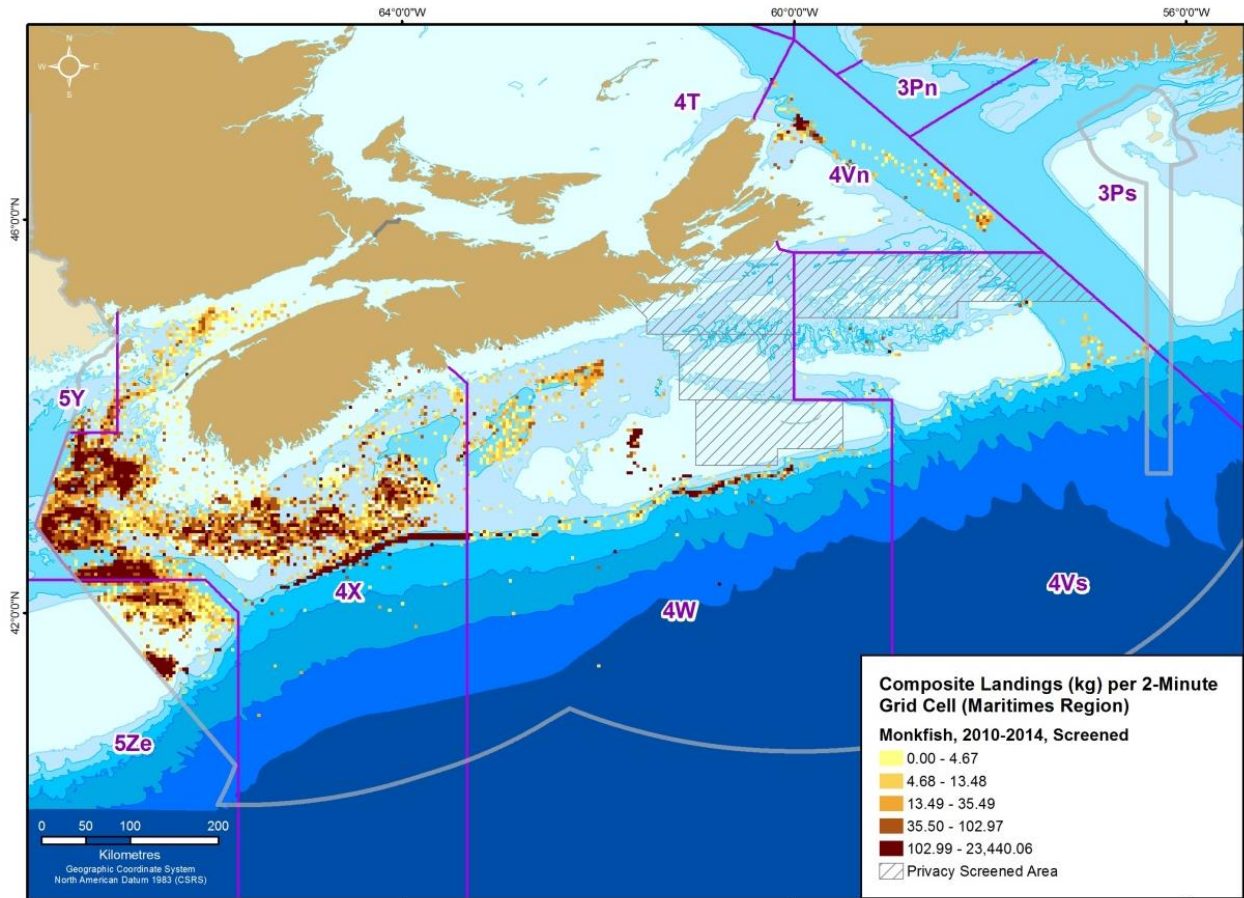 64°0'0"W
60°0'0"W
56°0'0"W
N
W E
S
46°0'0"N
42°0'0"N
4T
3Pn
4Vn
3Ps
5Y
4X
4W
4Vs
5Ze
0 50 100 200
Kilometres
Geographic Coordinate System
North American Datum 1983 (CSRS)
Composite Landings (kg) per 2-Minute
Grid Cell (Maritimes Region)
Monkfish, 2010-2014, Screened
0.00 - 4.67
4.68 - 13.48
13.49 - 35.49
35.50 - 102.97
102.99 - 23,440.06
Privacy Screened Area